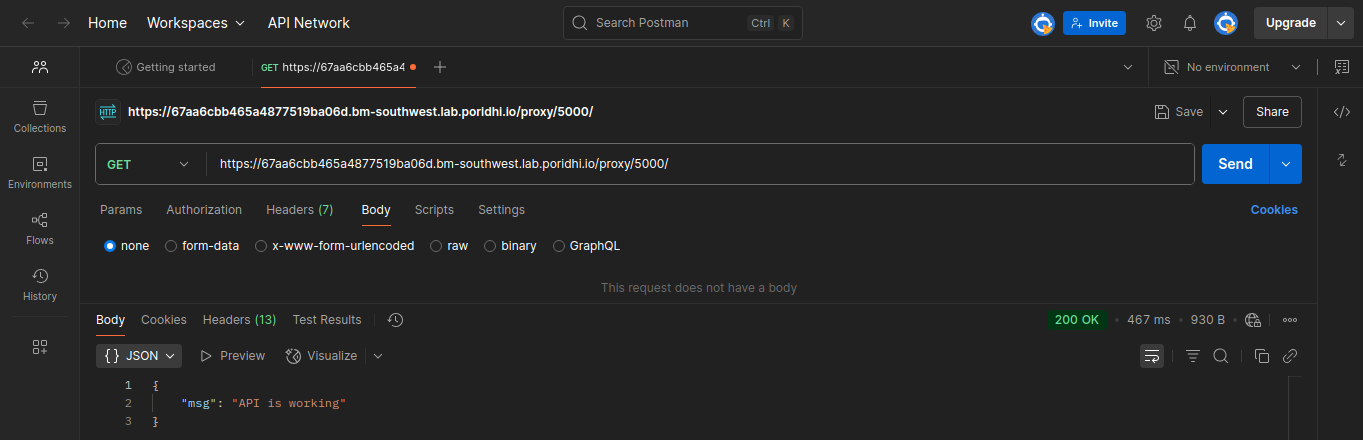 Home Workspaces API Network Search Postman Ctrl K Invite Upgrade
Getting started GET https://67aa6cbb465a4 No environment
HTTP https://67aa6cbb465a4877519ba06d.bm-southwest.lab.poridhi.io/proxy/5000/ Save Share
Collections
GET https://67aa6cbb465a4877519ba06d.bm-southwest.lab.poridhi.io/proxy/5000/ Send
Environments
Params Authorization Headers (7) Body Scripts Settings Cookies
Flows
none form-data x-www-form-urlencoded raw binary GraphQL
This request does not have a body
History
Body Cookies Headers (13) Test Results 200 OK • 467 ms • 930 B
{} JSON Preview Visualize
1 {
2 "msg": "API is working"
3 }